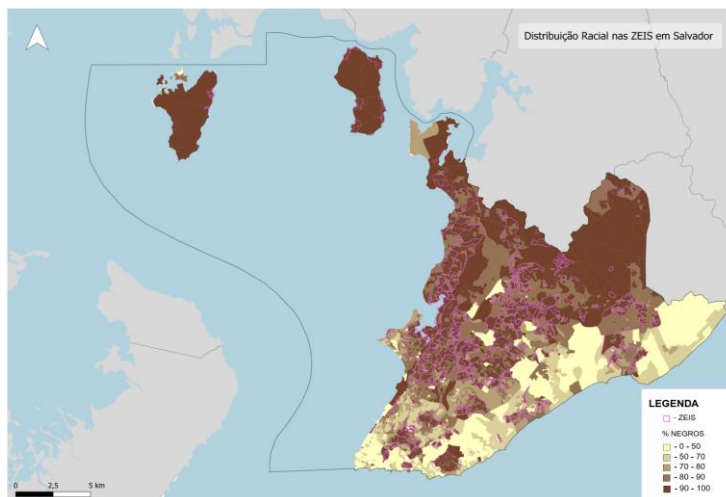 Distribuição Racial nas ZEIS em Salvador
LEGENDA
- ZEIS
% NEGROS
- 0 - 50
- 50 - 70
- 70 - 80
- 80 - 90
- 90 - 100
0 2,5 5 km